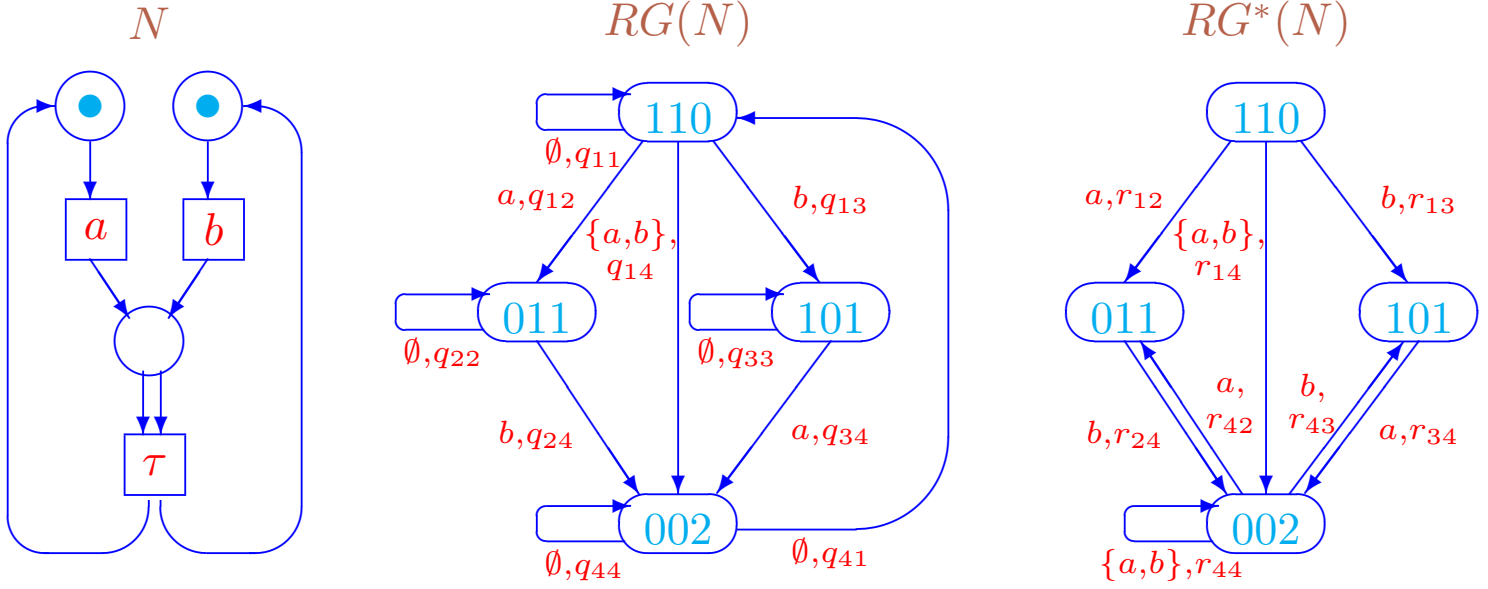 N
RG(N)
RG*(N)
a
b
τ
110
∅,q₁₁
a,q₁₂
{a,b},
q₁₄
b,q₁₃
011
∅,q₂₂
101
∅,q₃₃
b,q₂₄
a,q₃₄
002
∅,q₄₄
∅,q₄₁
110
a,r₁₂
{a,b},
r₁₄
b,r₁₃
011
101
b,r₂₄
a,
r₄₂
b,
r₄₃
a,r₃₄
002
{a,b},r₄₄